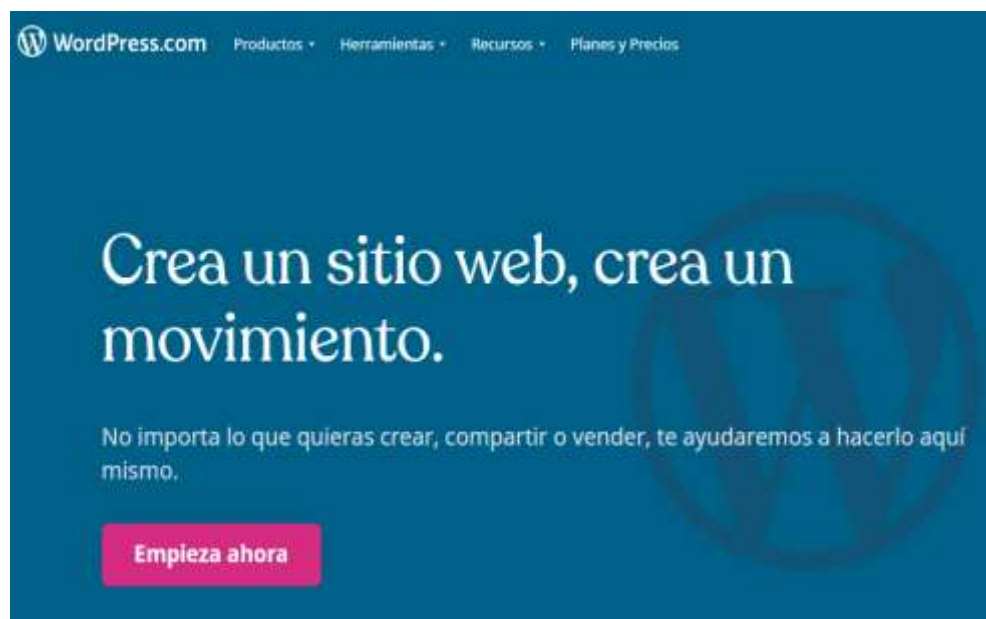 WordPress.com Productos Herramientas Recursos Planes y Precios
Crea un sitio web, crea un
movimiento.
No importa lo que quieras crear, compartir o vender, te ayudaremos a hacerlo aquí
mismo.
Empieza ahora